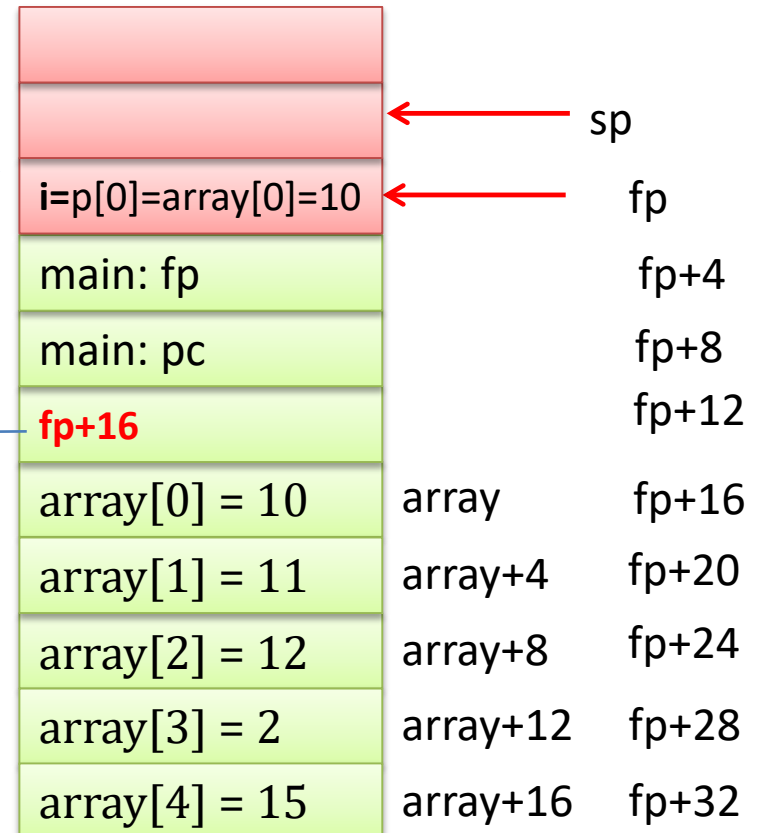 sp
i=p[0]=array[0]=10 fp
main: fp fp+4
main: pc fp+8
fp+16 fp+12
array[0] = 10 array fp+16
array[1] = 11 array+4 fp+20
array[2] = 12 array+8 fp+24
array[3] = 2 array+12 fp+28
array[4] = 15 array+16 fp+32